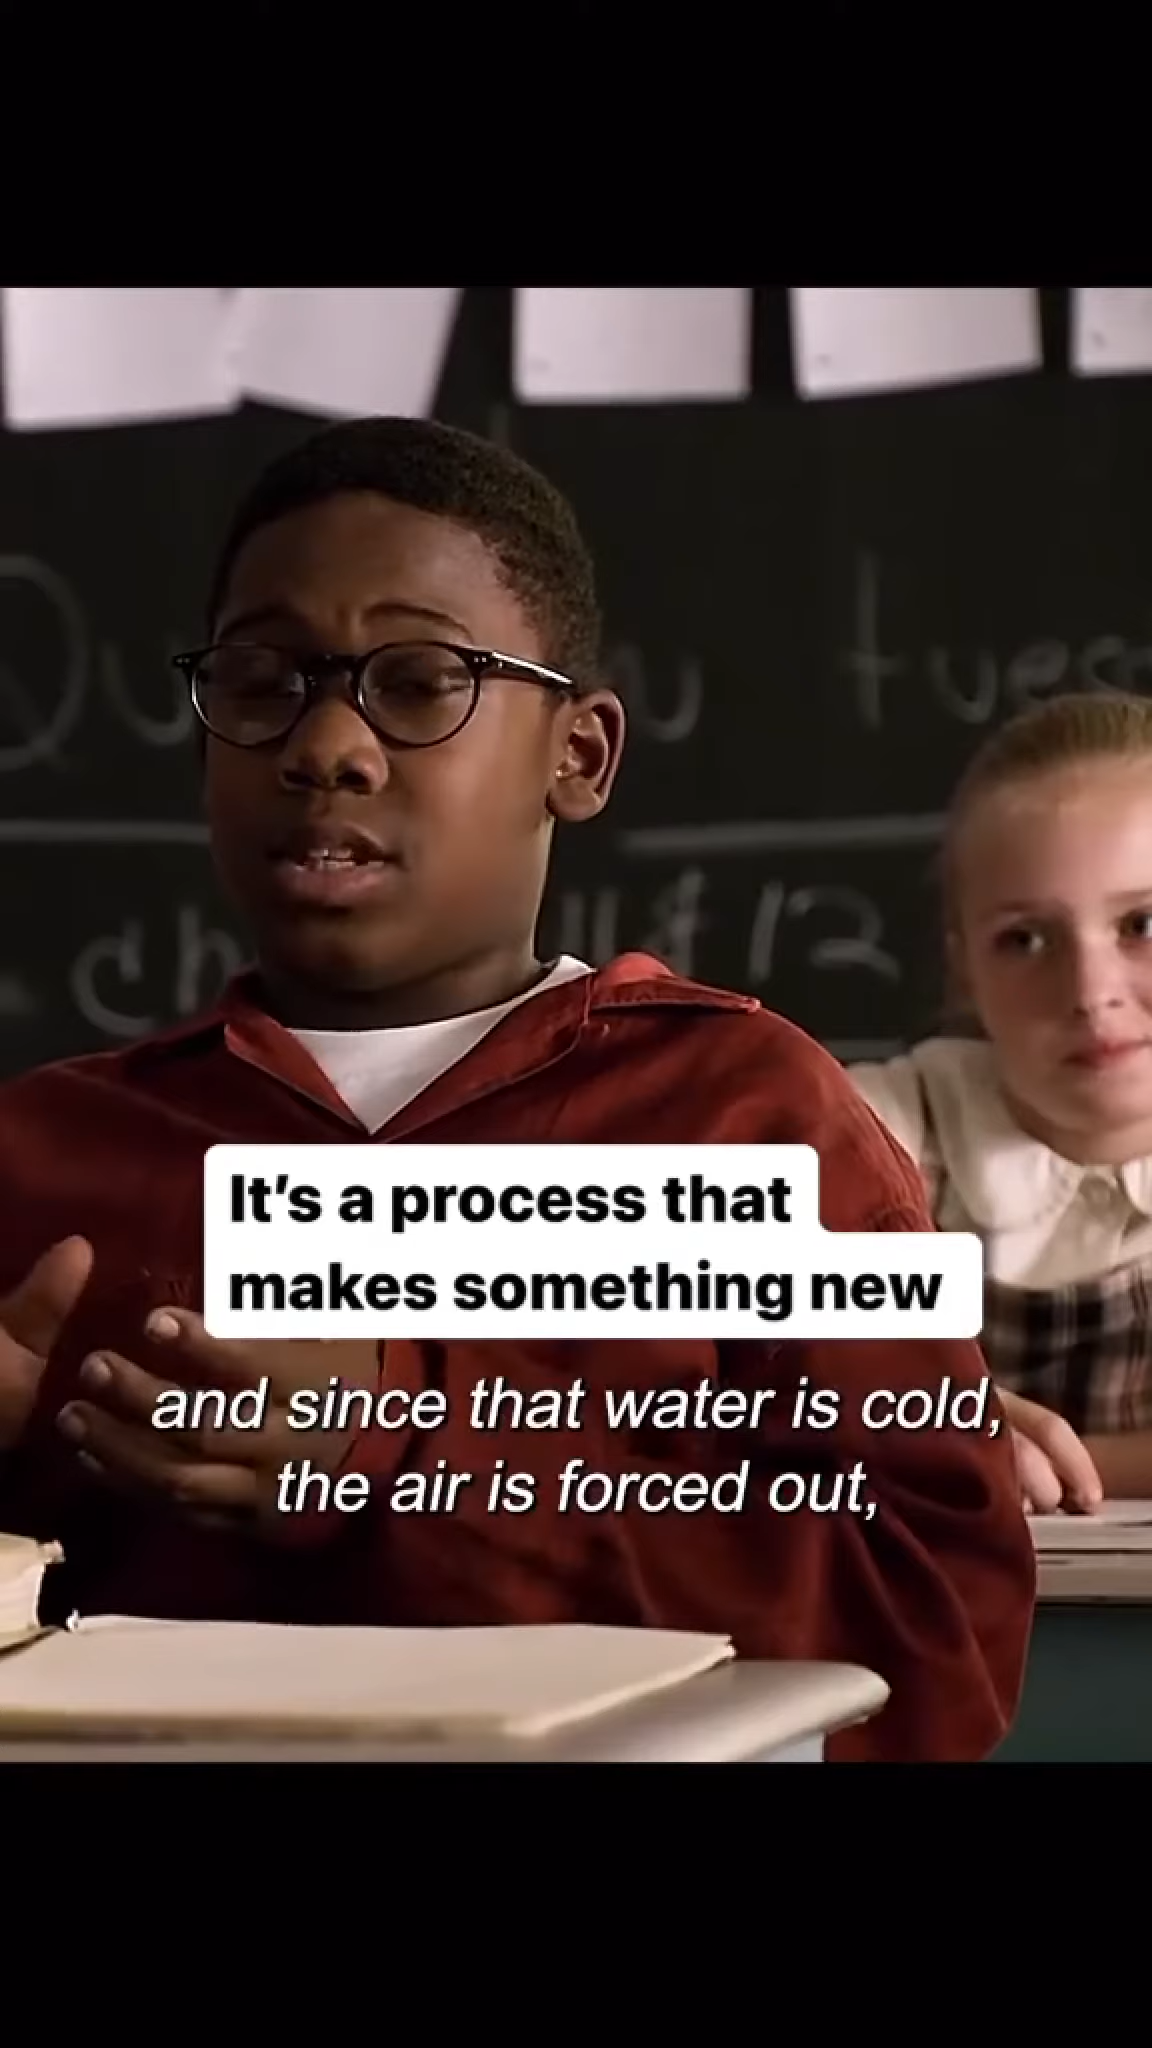 It's a process that
makes something new
and since that water is cold,
the air is forced out,